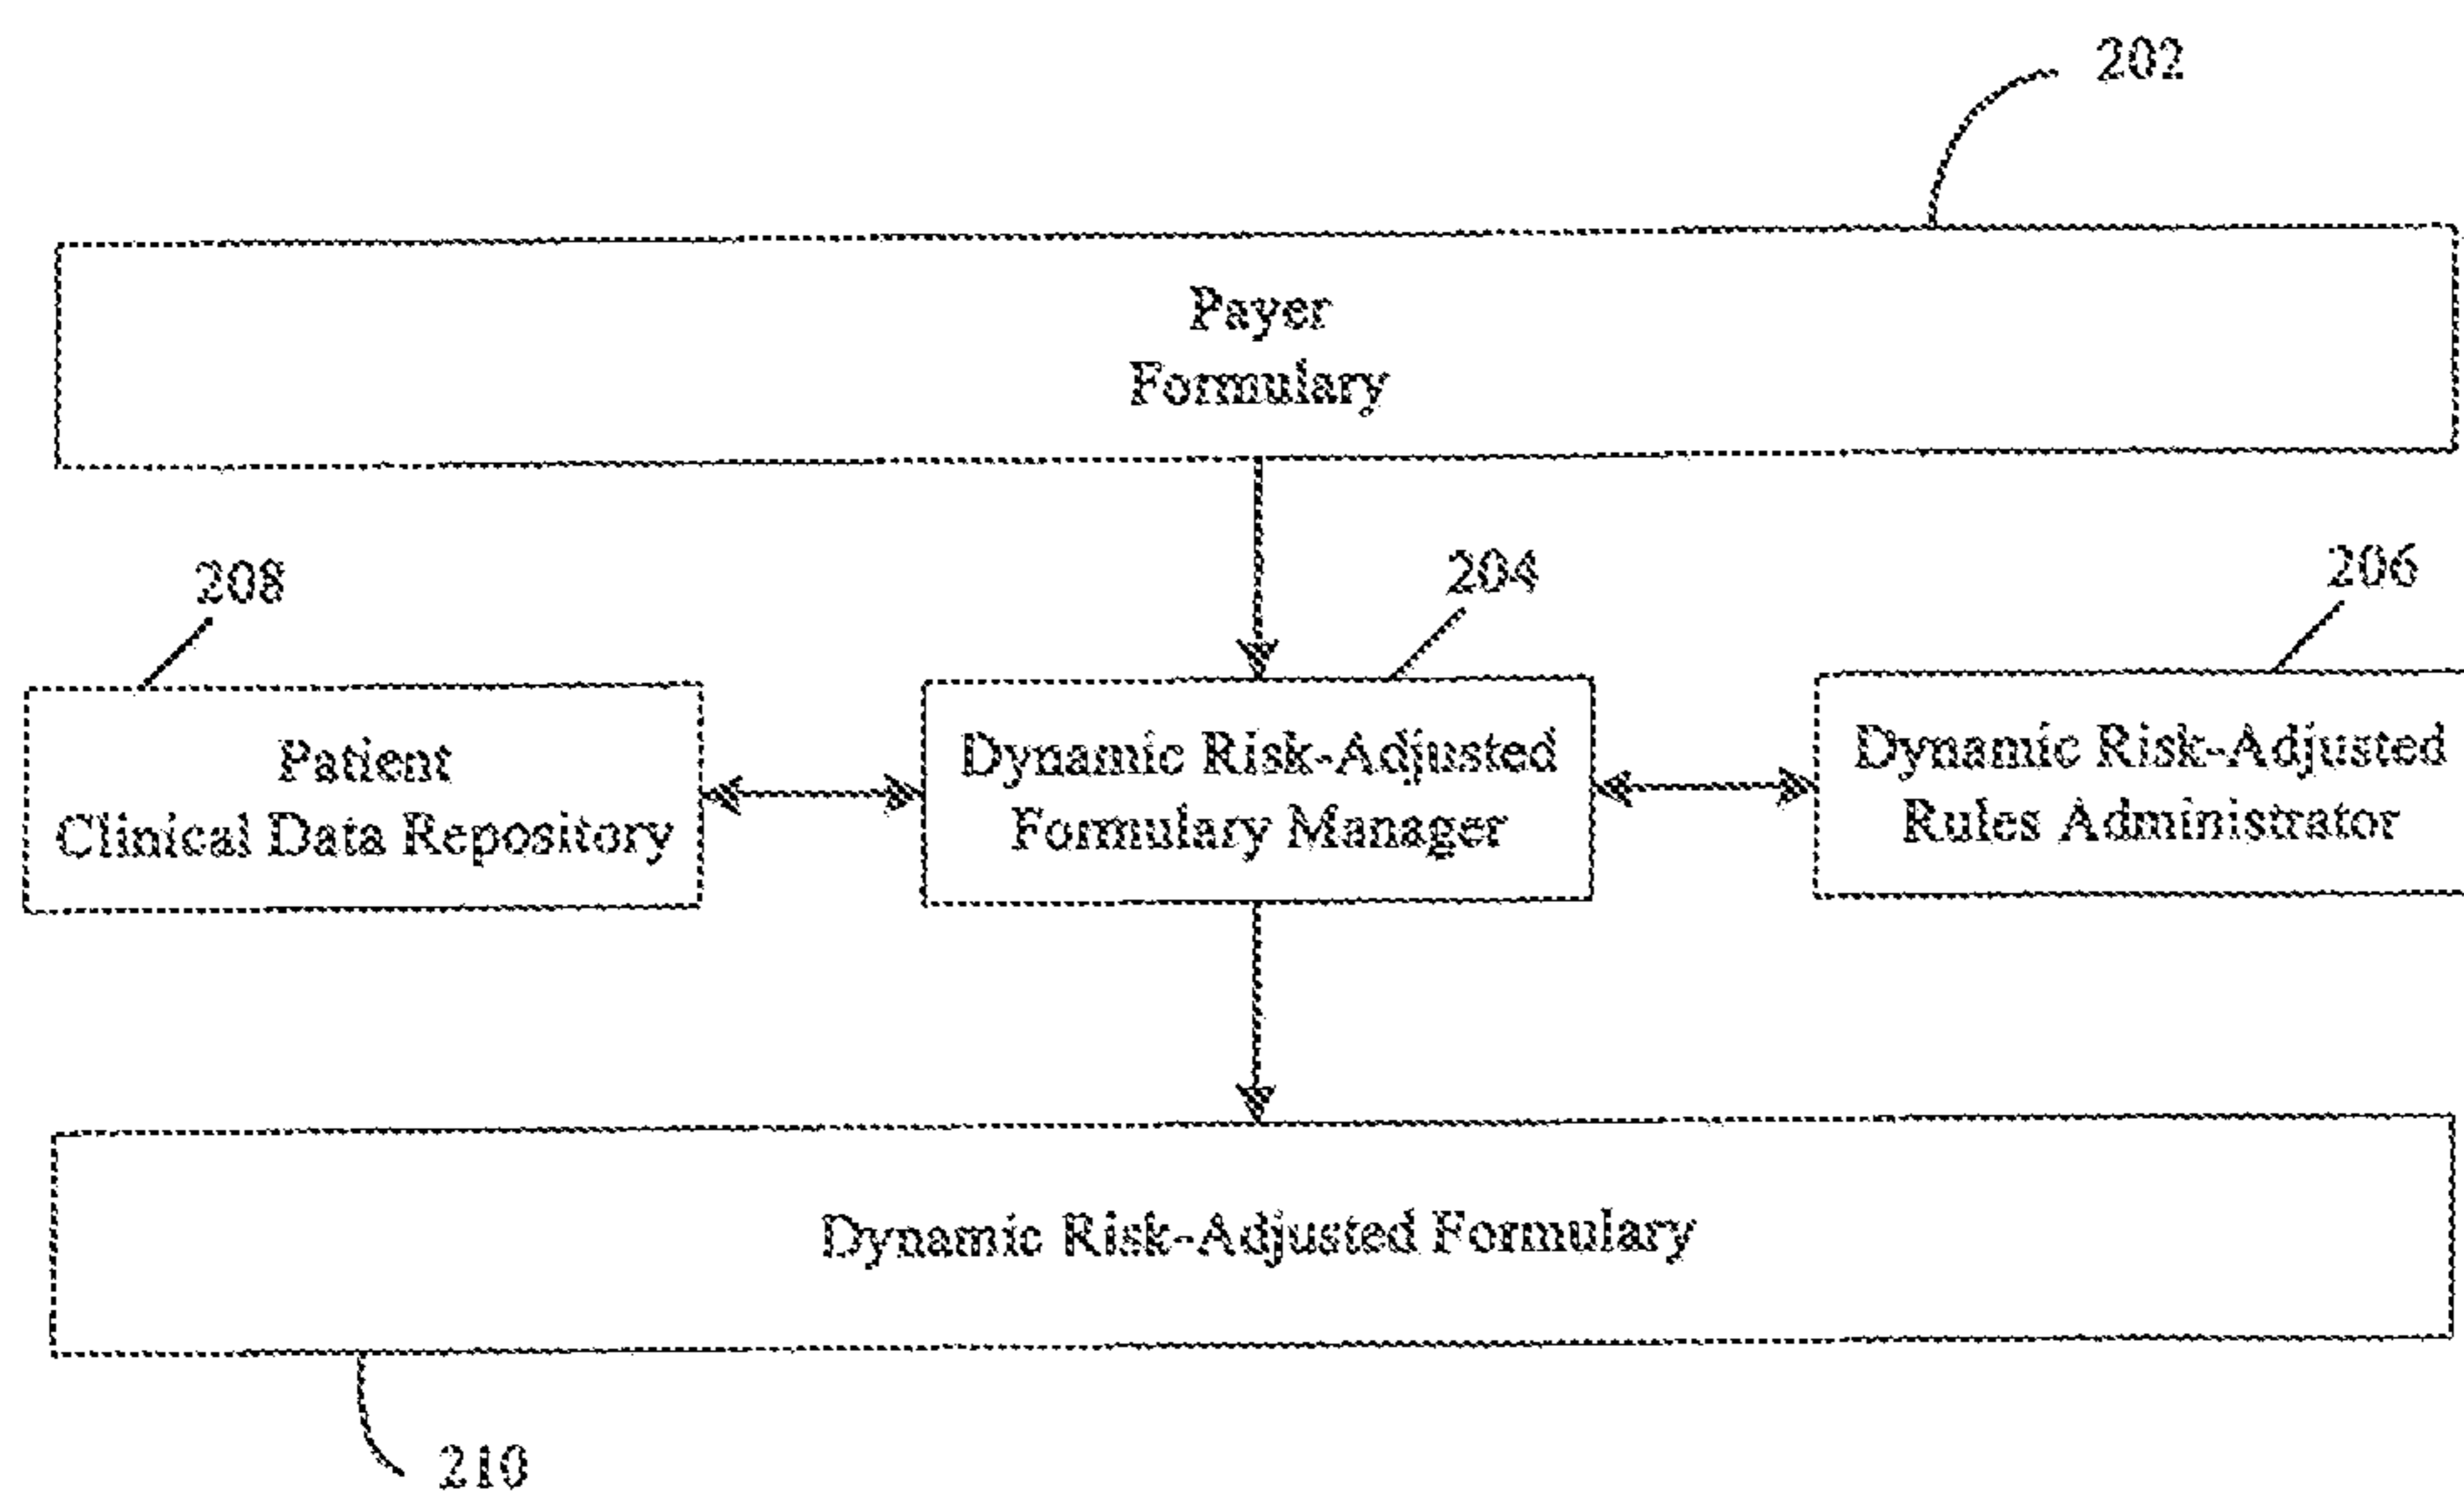 202
Payer
Formulary
208
204
206
Patient
Clinical Data Repository
Dynamic Risk-Adjusted
Formulary Manager
Dynamic Risk-Adjusted
Rules Administrator
Dynamic Risk-Adjusted Formulary
210